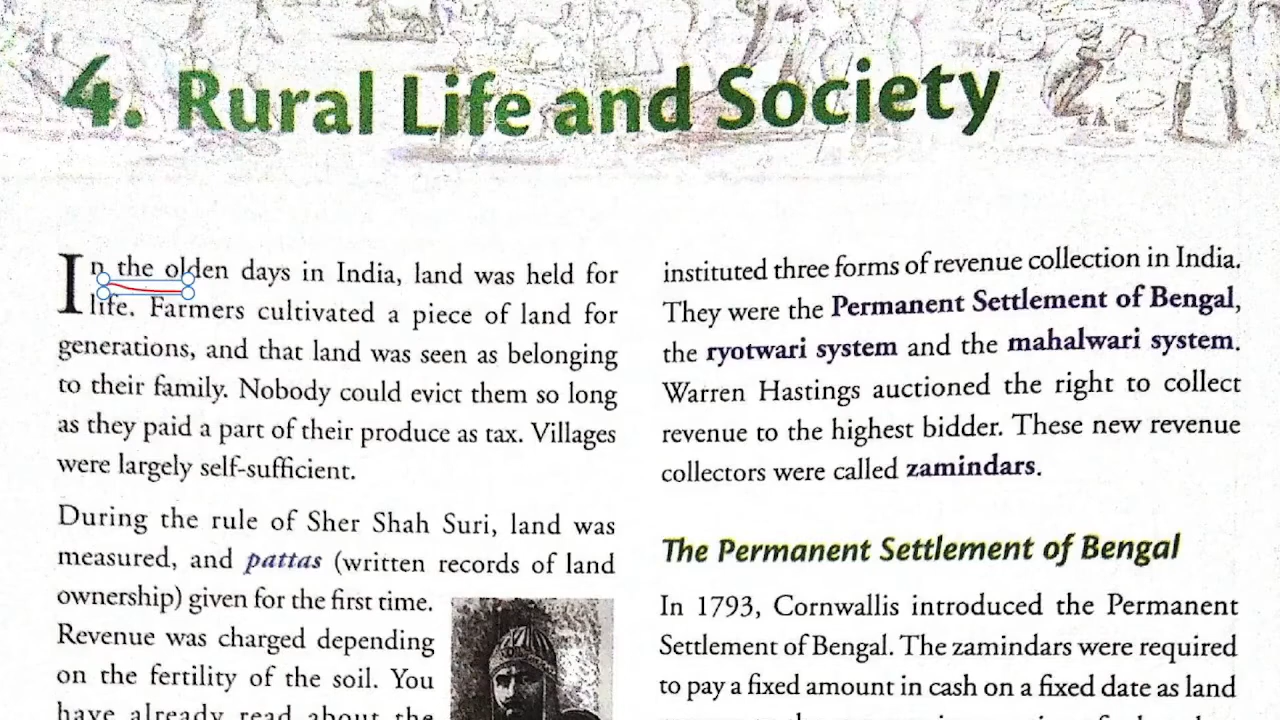 4. Rural Life and Society
In the olden days in India, land was held for
life. Farmers cultivated a piece of land for
generations, and that land was seen as belonging
to their family. Nobody could evict them so long
as they paid a part of their produce as tax. Villages
were largely self-sufficient.
During the rule of Sher Shah Suri, land was
measured, and pattas (written records of land
ownership) given for the first time.
Revenue was charged depending
on the fertility of the soil. You
have already read about the
instituted three forms of revenue collection in India.
They were the Permanent Settlement of Bengal,
the ryotwari system and the mahalwari system.
Warren Hastings auctioned the right to collect
revenue to the highest bidder. These new revenue
collectors were called zamindars.
The Permanent Settlement of Bengal
In 1793, Cornwallis introduced the Permanent
Settlement of Bengal. The zamindars were required
to pay a fixed amount in cash on a fixed date as land